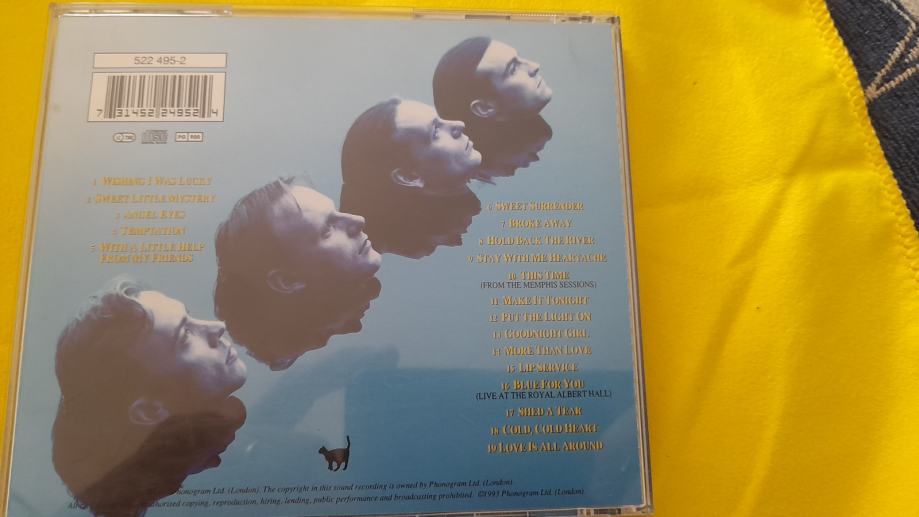 522 495-2
7 31452 24952 4
DISC
1 WISHING I WAS LUCKY
2 SWEET LITTLE MYSTERY
3 ANGEL EYES
4 TEMPTATION
5 WITH A LITTLE HELP
FROM MY FRIENDS
6 SWEET SURRENDER
7 BROKE AWAY
8 HOLD BACK THE RIVER
9 STAY WITH ME HEARTACHE
10 THIS TIME
(FROM THE MEMPHIS SESSIONS)
11 MAKE IT TONIGHT
12 PUT THE LIGHT ON
13 GOODNIGHT GIRL
14 MORE THAN LOVE
15 LIP SERVICE
16 BLUE FOR YOU
(LIVE AT THE ROYAL ALBERT HALL)
17 SHED A TEAR
18 COLD, COLD HEART
19 LOVE IS ALL AROUND
Phonogram Ltd. (London). The copyright in this sound recording is owned by Phonogram Ltd. (London).
All copying, reproduction, hiring, lending, public performance and broadcasting prohibited. ©1993 Phonogram Ltd. (London).